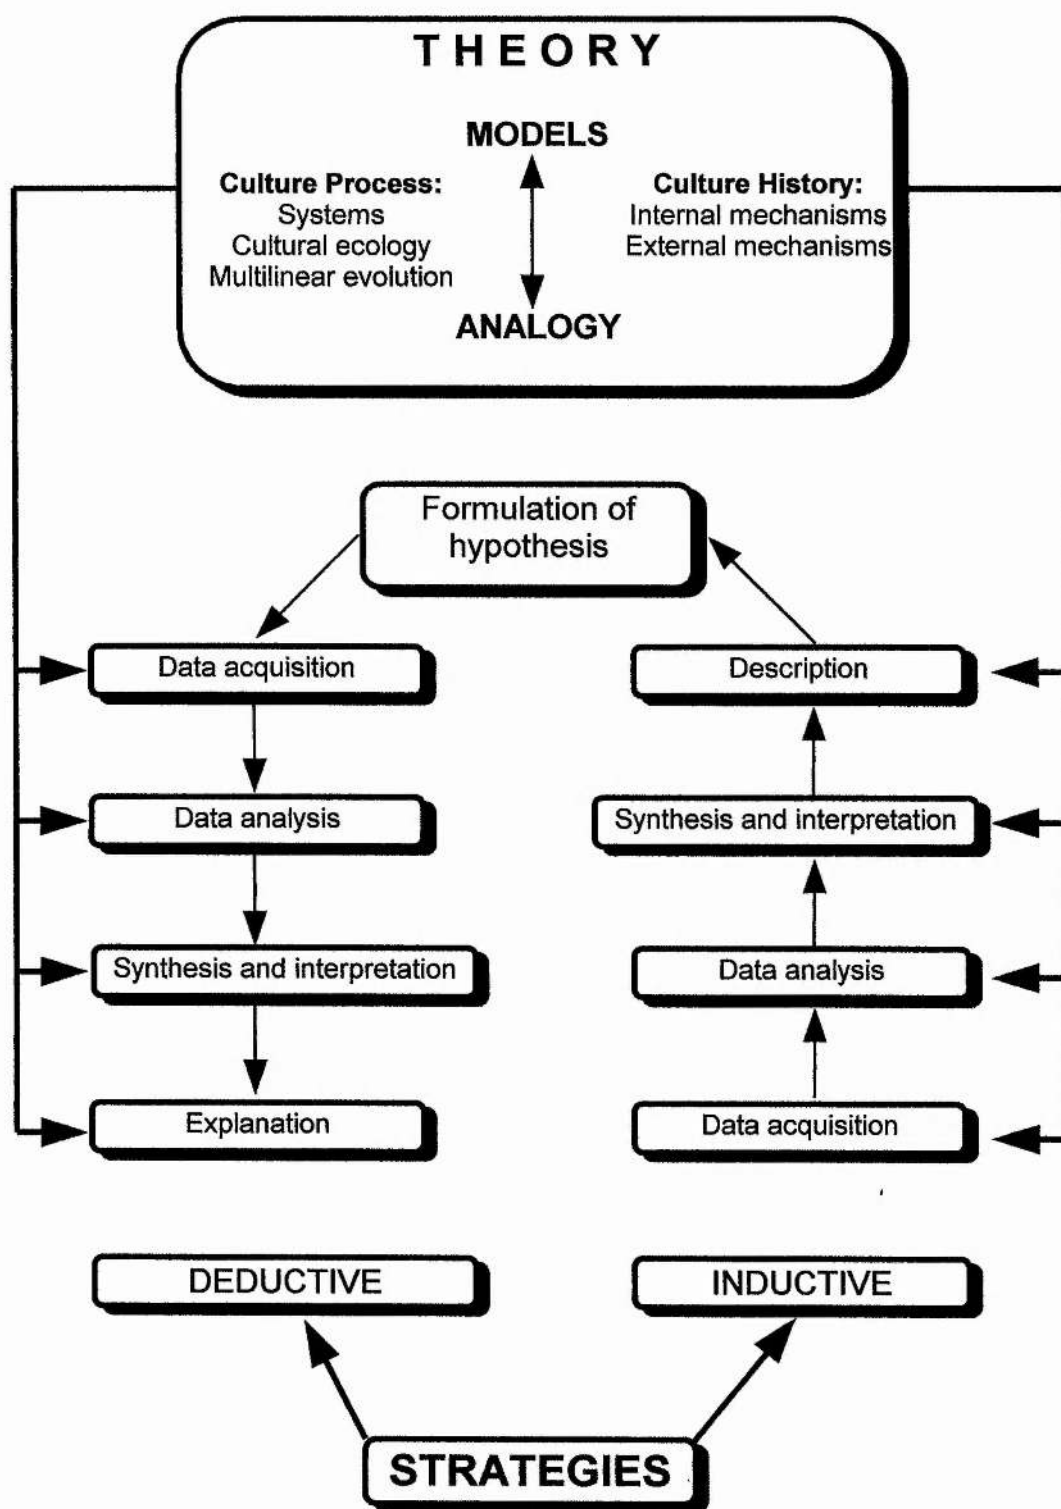 THEORY
MODELS
Culture Process:
Systems
Cultural ecology
Multilinear evolution
Culture History:
Internal mechanisms
External mechanisms
ANALOGY
Formulation of
hypothesis
Data acquisition
Data analysis
Synthesis and interpretation
Explanation
Description
Synthesis and interpretation
Data analysis
Data acquisition
DEDUCTIVE
INDUCTIVE
STRATEGIES